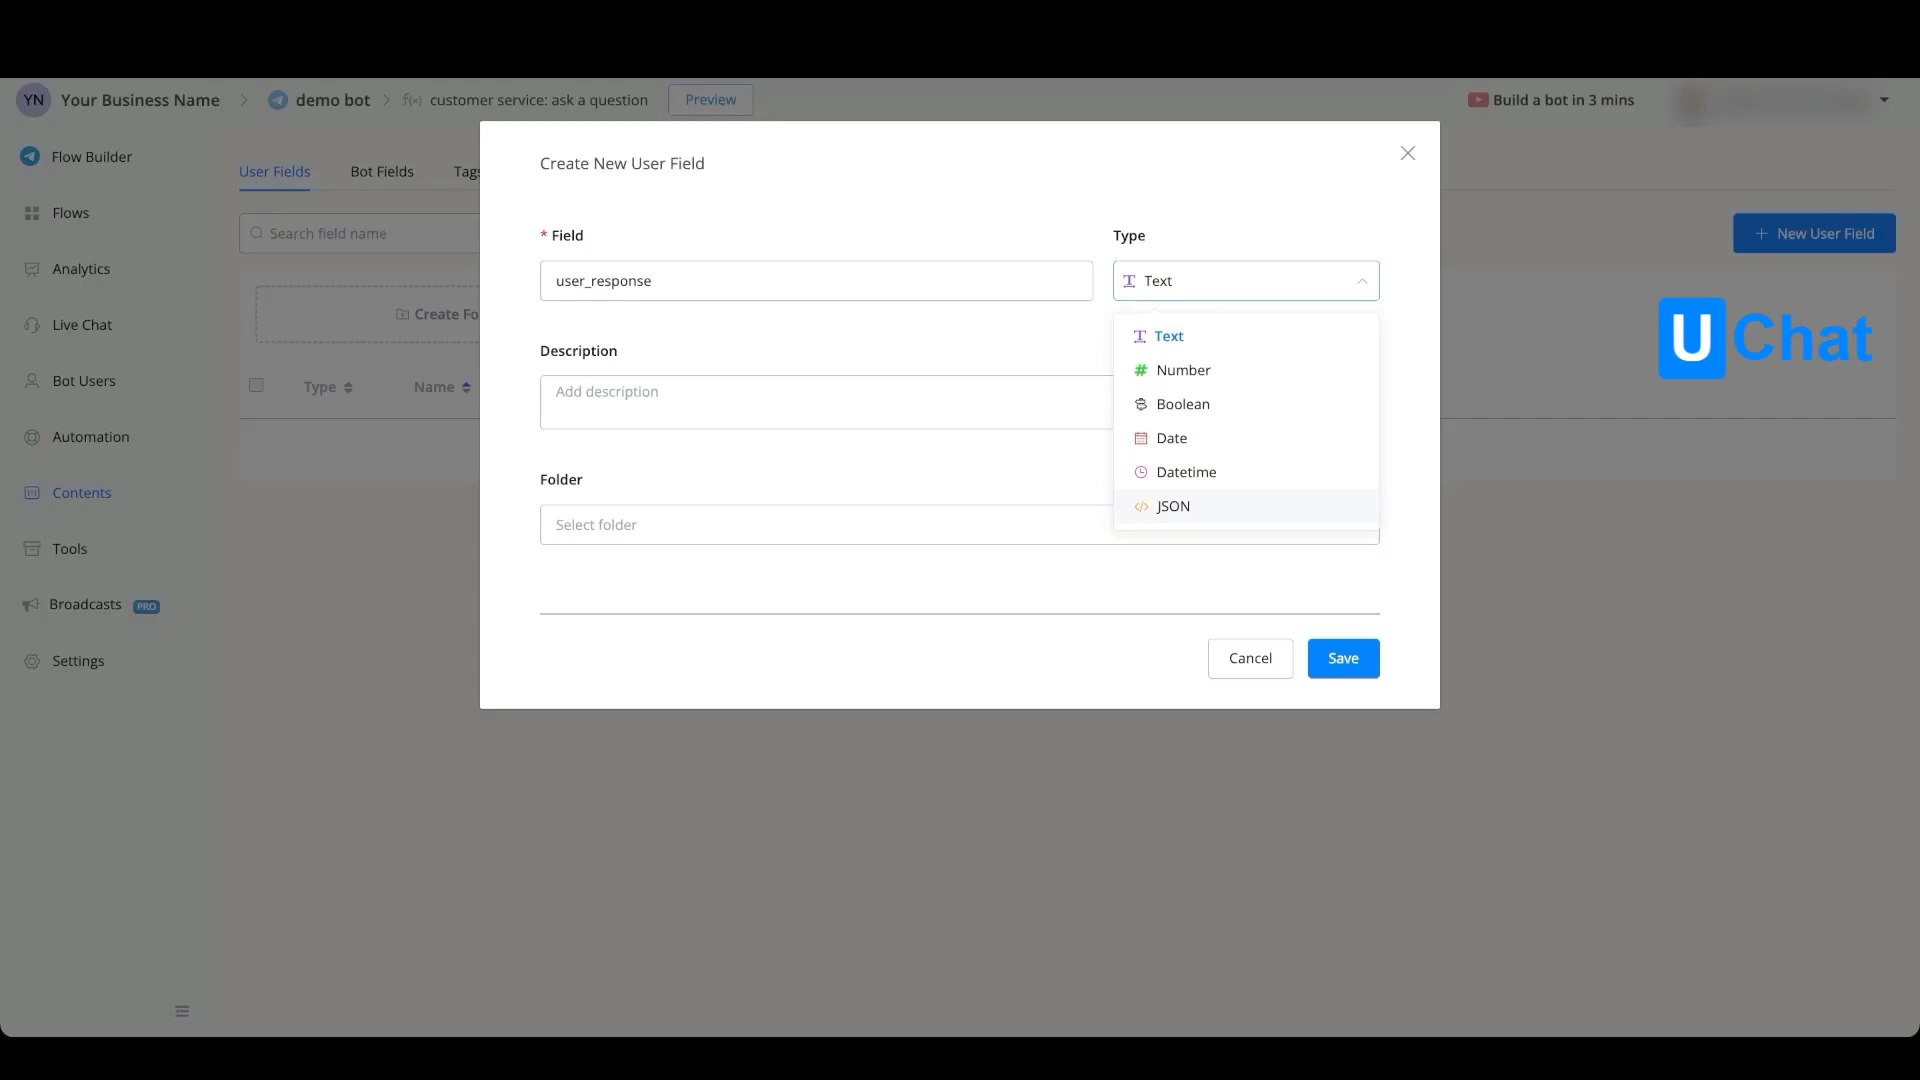 YN Your Business Name > demo bot > f(x) customer service: ask a question Preview
Build a bot in 3 mins
Flow Builder
Flows
Analytics
Live Chat
Bot Users
Automation
Contents
Tools
Broadcasts PRO
Settings
User Fields Bot Fields Tags
Search field name
+ New User Field
Create Fo
Type Name
UChat
Create New User Field
* Field Type
user_response Text
Text
Number
Boolean
Date
Datetime
JSON
Description
Add description
Folder
Select folder
Cancel Save